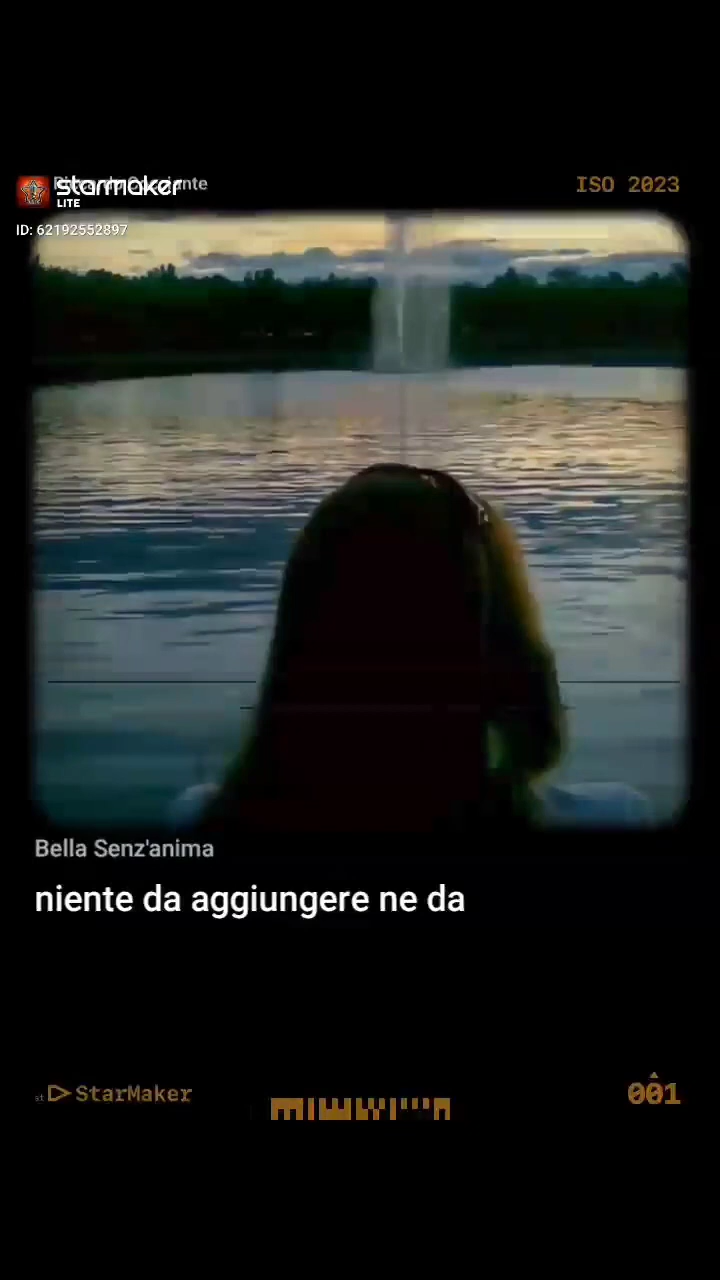 starmaker
LITE
ISO 2023
ID: 62192552897
Bella Senz'anima
niente da aggiungere ne da
StarMaker
001